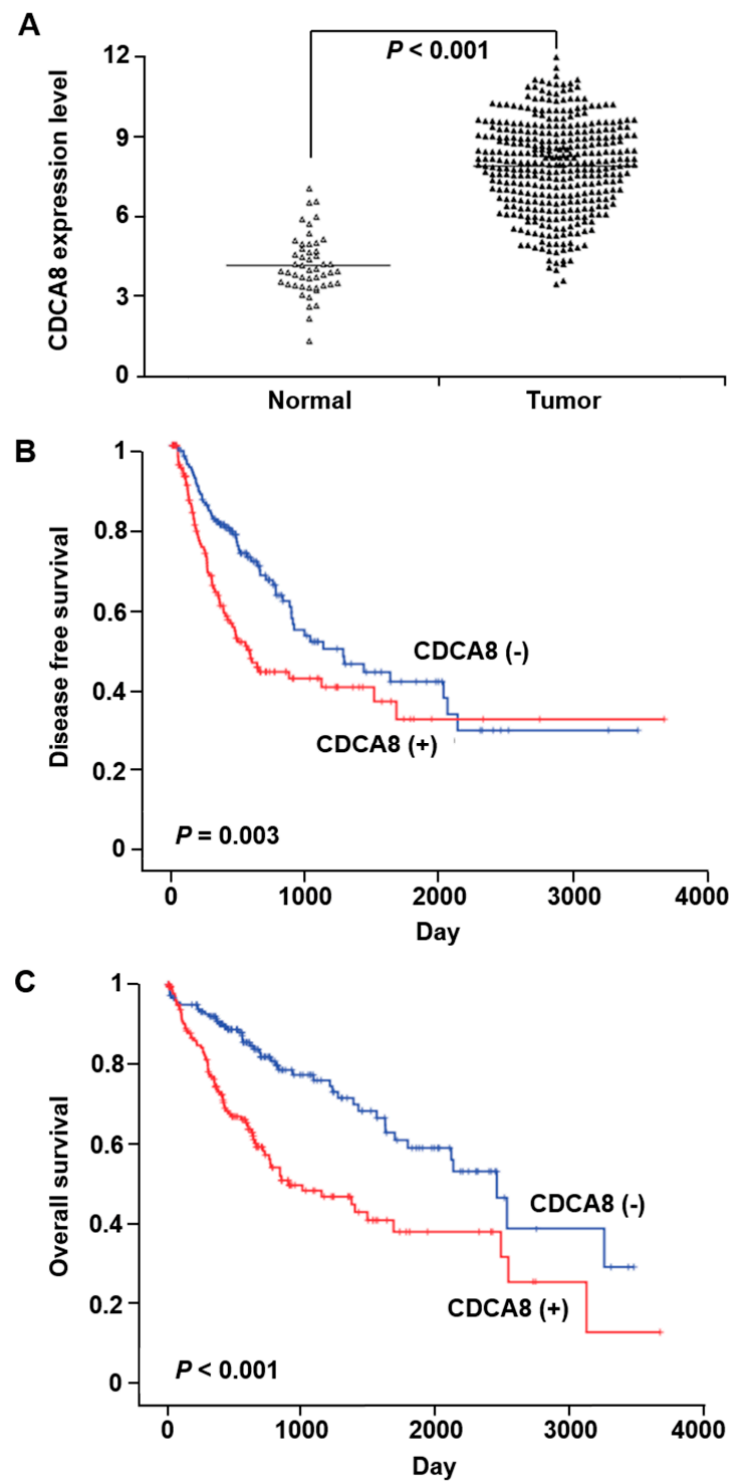 A
P < 0.001
CDCA8 expression level
12
9
6
3
0
Normal Tumor
B
Disease free survival
1
0.8
0.6
0.4
0.2
0
CDCA8 (-)
CDCA8 (+)
P = 0.003
0 1000 2000 3000 4000
Day
C
Overall survival
1
0.8
0.6
0.4
0.2
0
CDCA8 (-)
CDCA8 (+)
P < 0.001
0 1000 2000 3000 4000
Day